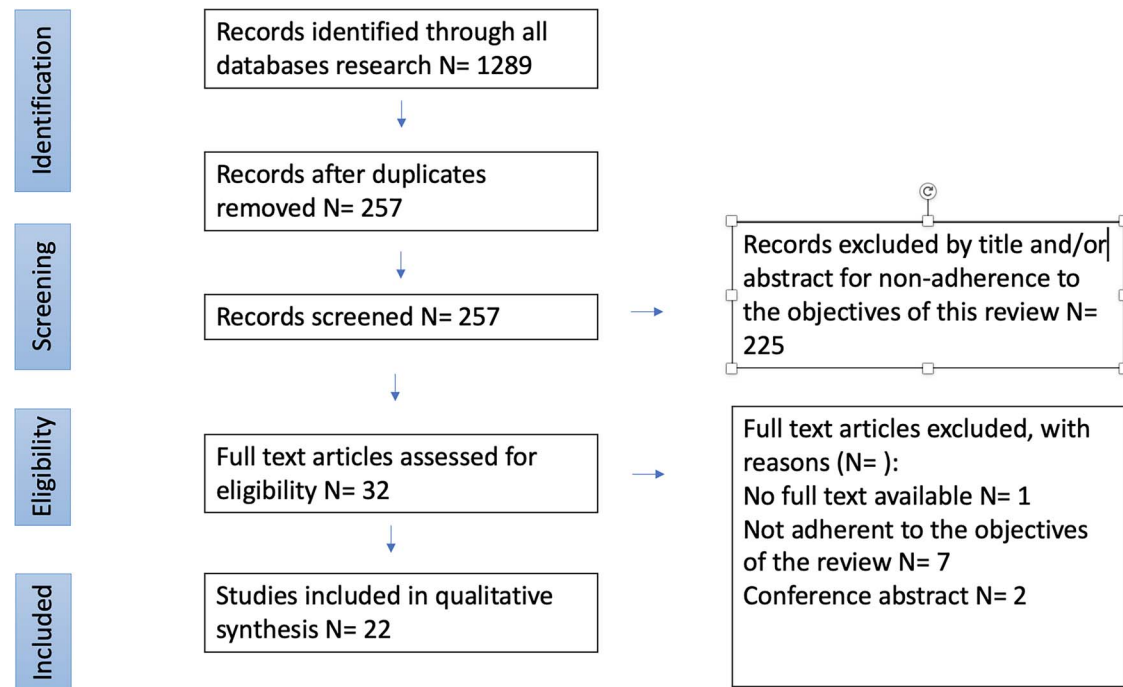 Identification
Records identified through all
databases research N= 1289
Records after duplicates
removed N= 257
Screening
Records screened N= 257
Records excluded by title and/or
abstract for non-adherence to
the objectives of this review N=
225
Eligibility
Full text articles assessed for
eligibility N= 32
Full text articles excluded, with
reasons (N= ):
No full text available N= 1
Not adherent to the objectives
of the review N= 7
Conference abstract N= 2
Included
Studies included in qualitative
synthesis N= 22